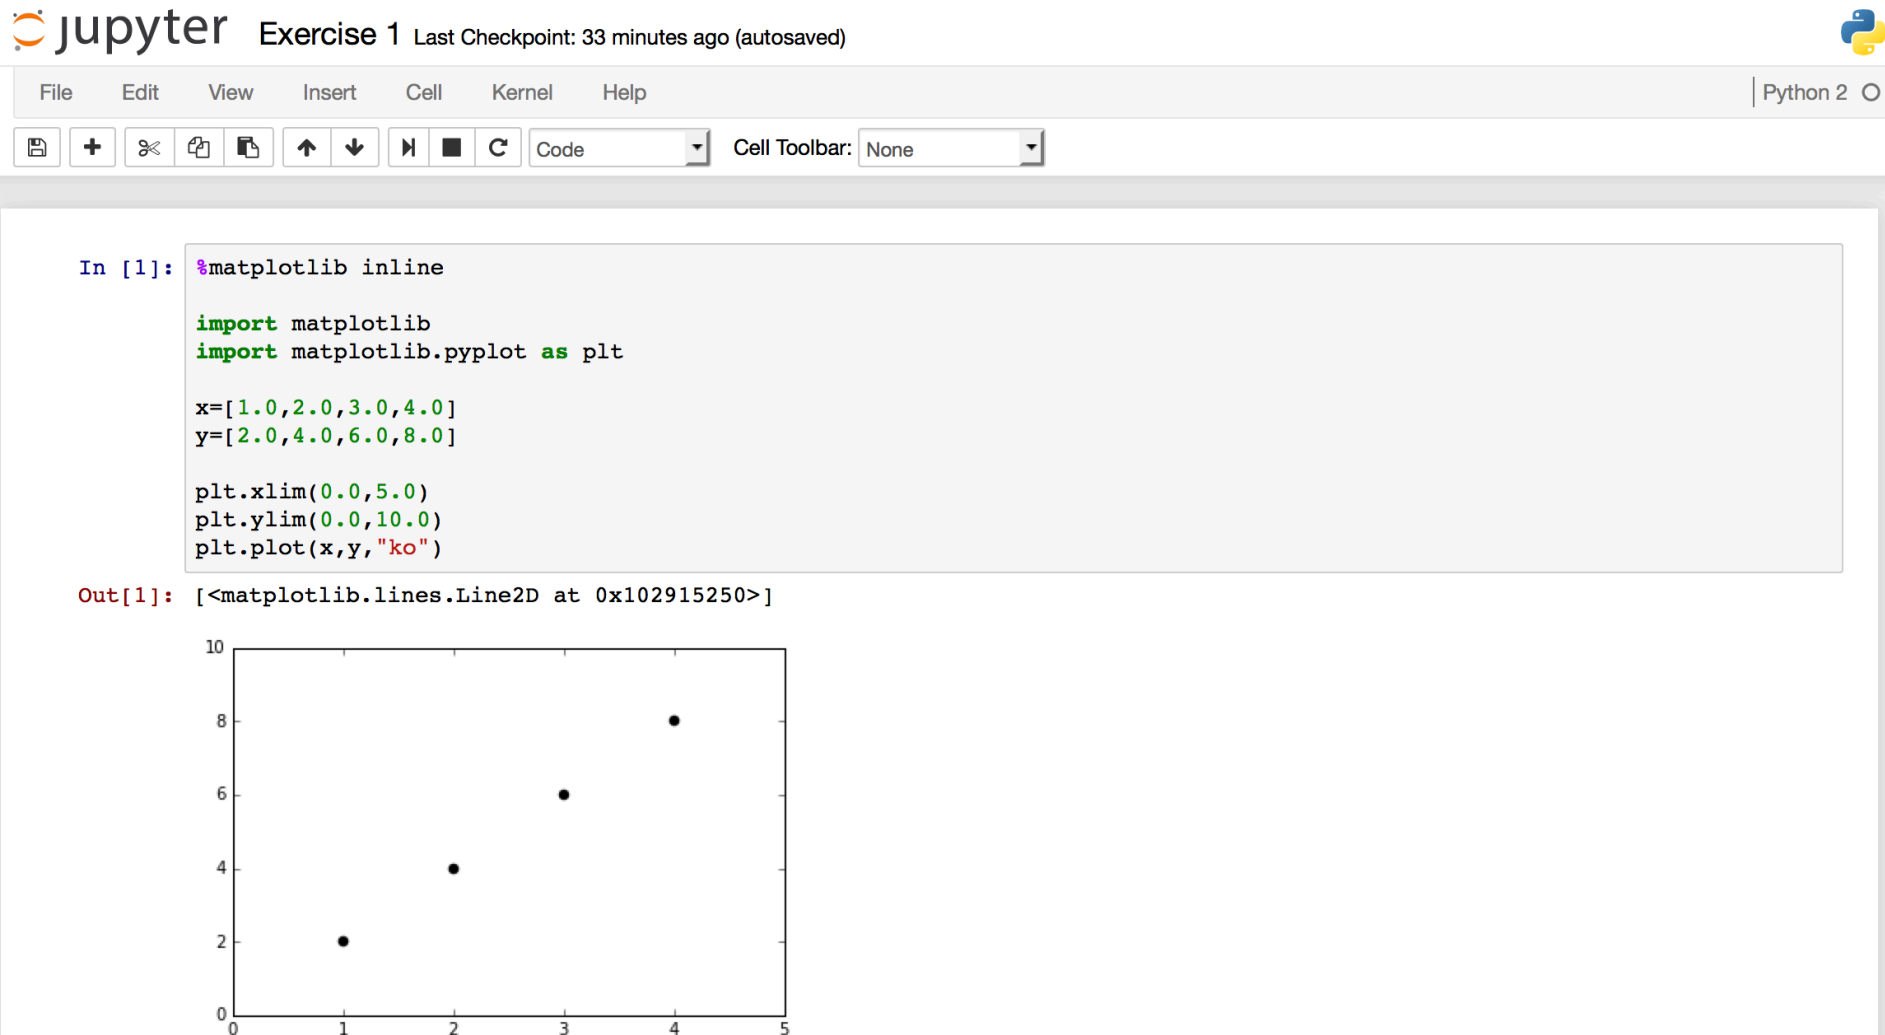 jupyter Exercise 1 Last Checkpoint: 33 minutes ago (autosaved)
File Edit View Insert Cell Kernel Help Python 2
Code Cell Toolbar: None
In [1]: %matplotlib inline
import matplotlib
import matplotlib.pyplot as plt
x=[1.0,2.0,3.0,4.0]
y=[2.0,4.0,6.0,8.0]
plt.xlim(0.0,5.0)
plt.ylim(0.0,10.0)
plt.plot(x,y,"ko")
Out[1]: [<matplotlib.lines.Line2D at 0x102915250>]
10
8
6
4
2
0
0 1 2 3 4 5